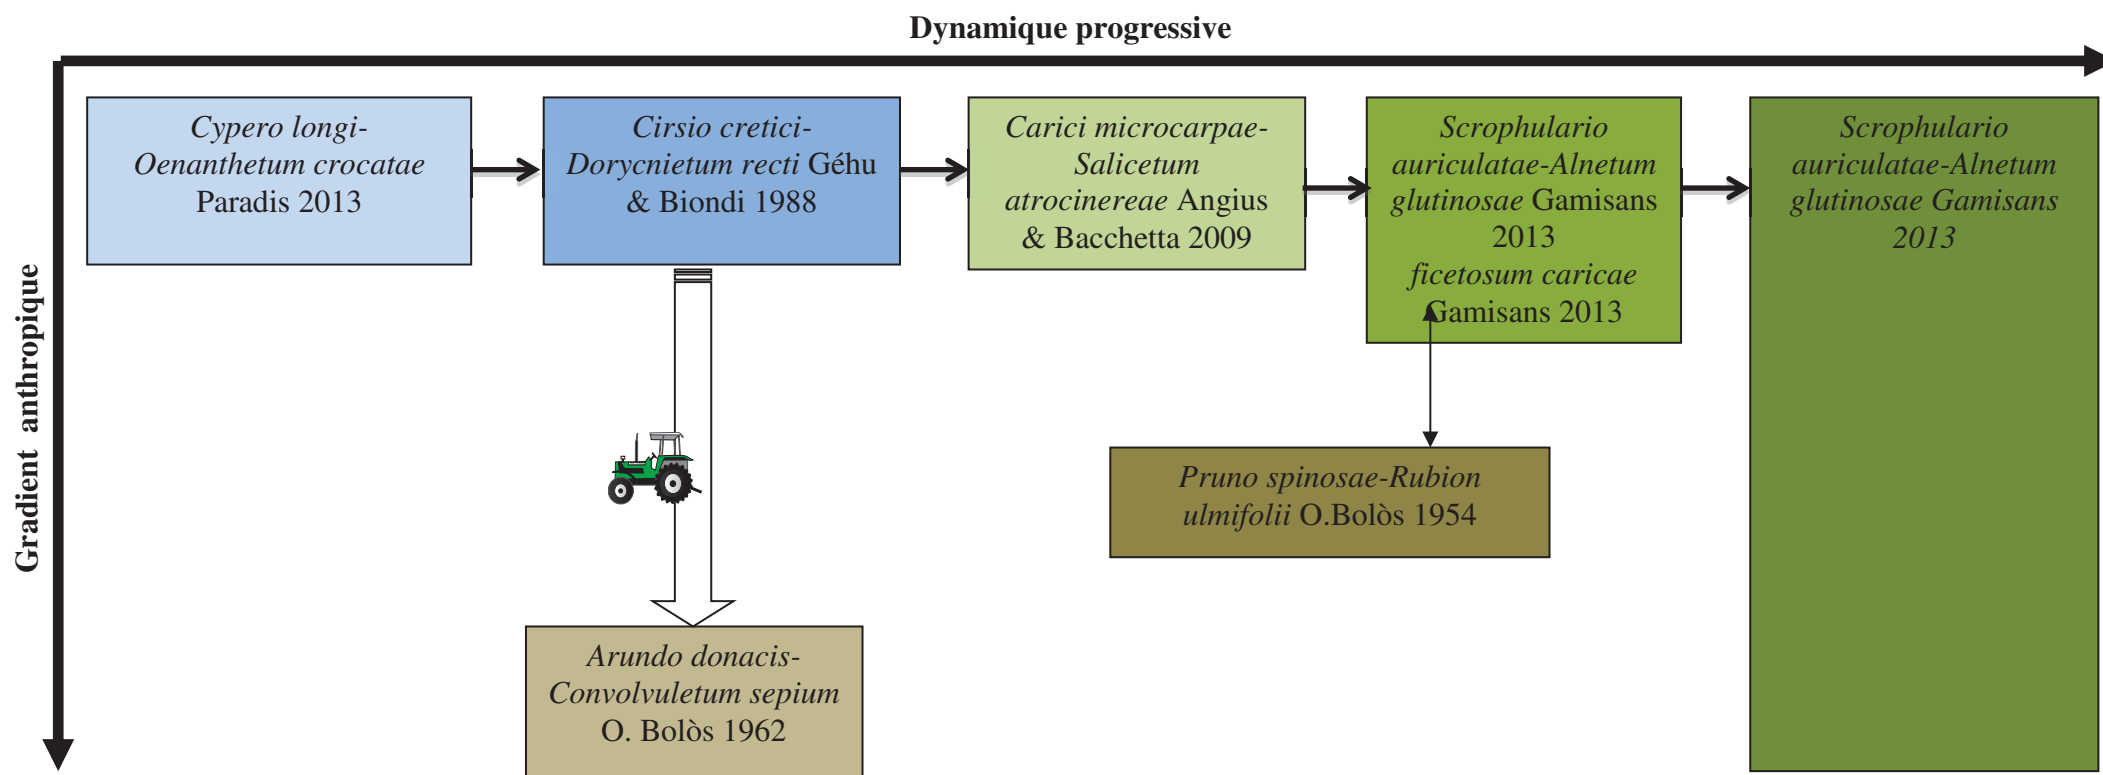 Dynamique progressive
Gradient anthropique
Cypero longi-
Oenanthetum crocatae
Paradis 2013
Cirsio cretici-
Dorycnietum recti Géhu
& Biondi 1988
Carici microcarpae-
Salicetum
atrocinereae Angius
& Bacchetta 2009
Scrophulario
auriculatae-Alnetum
glutinosae Gamisans
2013
ficetosum caricae
Gamisans 2013
Scrophulario
auriculatae-Alnetum
glutinosae Gamisans
2013
Pruno spinosae-Rubion
ulmifolii O.Bolòs 1954
Arundo donacis-
Convolvuletum sepium
O. Bolòs 1962